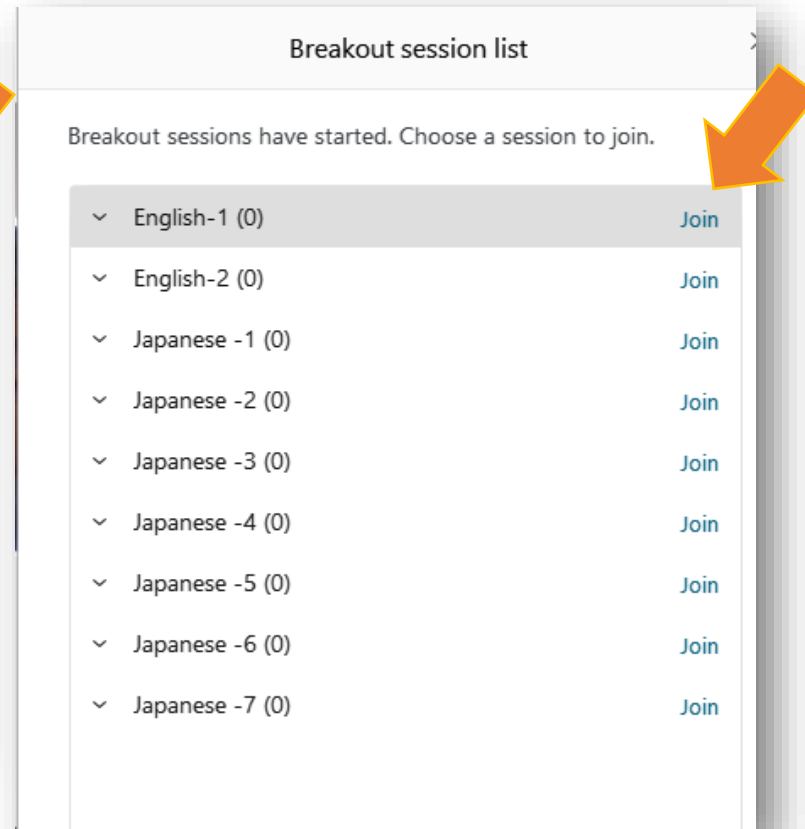 Breakout session list
Breakout sessions have started. Choose a session to join.
English-1 (0) Join
English-2 (0) Join
Japanese -1 (0) Join
Japanese -2 (0) Join
Japanese -3 (0) Join
Japanese -4 (0) Join
Japanese -5 (0) Join
Japanese -6 (0) Join
Japanese -7 (0) Join